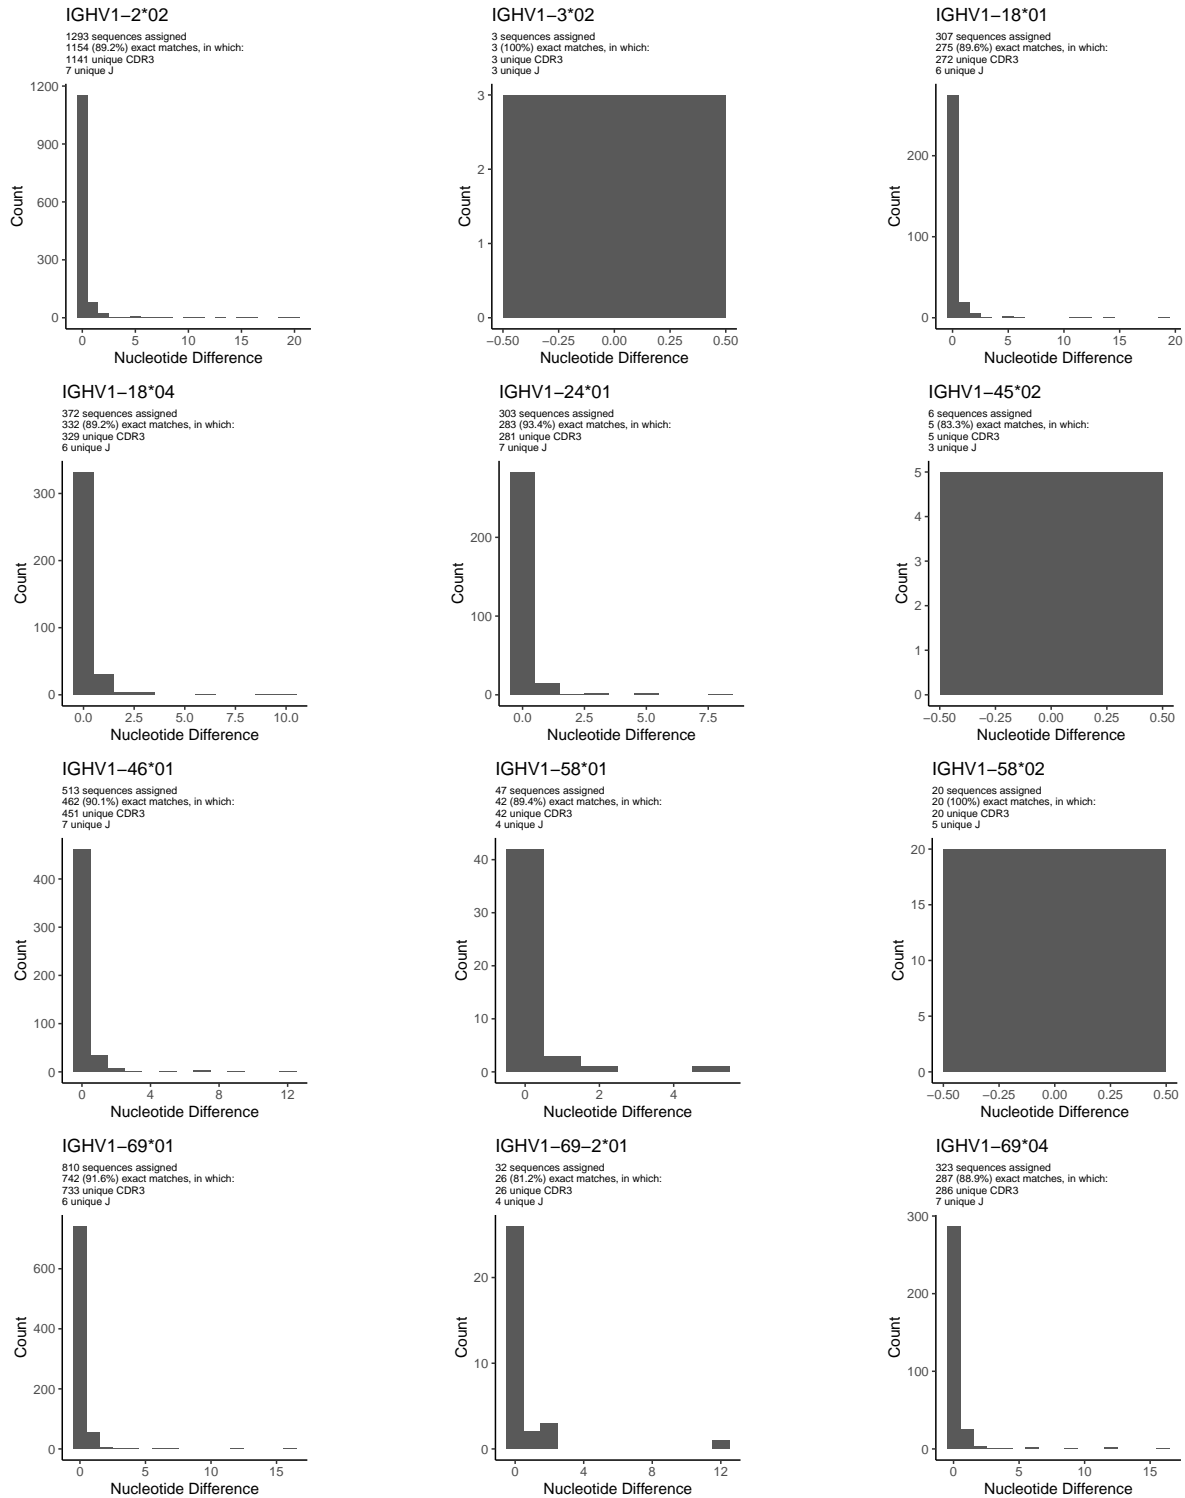 IGHV1−2*02
1293 sequences assigned
1154 (89.2%) exact matches, in which:
1141 unique CDR3
7 unique J
1200
900
600
300
0
Count
0 5 10 15 20
Nucleotide Difference
IGHV1−3*02
3 sequences assigned
3 (100%) exact matches, in which:
3 unique CDR3
3 unique J
3
2
1
0
Count
−0.50 −0.25 0.00 0.25 0.50
Nucleotide Difference
IGHV1−18*01
307 sequences assigned
275 (89.6%) exact matches, in which:
272 unique CDR3
6 unique J
200
100
0
Count
0 5 10 15 20
Nucleotide Difference
IGHV1−18*04
372 sequences assigned
332 (89.2%) exact matches, in which:
329 unique CDR3
6 unique J
300
200
100
0
Count
0.0 2.5 5.0 7.5 10.0
Nucleotide Difference
IGHV1−24*01
303 sequences assigned
283 (93.4%) exact matches, in which:
281 unique CDR3
7 unique J
200
100
0
Count
0.0 2.5 5.0 7.5
Nucleotide Difference
IGHV1−45*02
6 sequences assigned
5 (83.3%) exact matches, in which:
5 unique CDR3
3 unique J
5
4
3
2
1
0
Count
−0.50 −0.25 0.00 0.25 0.50
Nucleotide Difference
IGHV1−46*01
513 sequences assigned
462 (90.1%) exact matches, in which:
451 unique CDR3
7 unique J
400
300
200
100
0
Count
0 4 8 12
Nucleotide Difference
IGHV1−58*01
47 sequences assigned
42 (89.4%) exact matches, in which:
42 unique CDR3
4 unique J
40
30
20
10
0
Count
0 2 4
Nucleotide Difference
IGHV1−58*02
20 sequences assigned
20 (100%) exact matches, in which:
20 unique CDR3
5 unique J
20
15
10
5
0
Count
−0.50 −0.25 0.00 0.25 0.50
Nucleotide Difference
IGHV1−69*01
810 sequences assigned
742 (91.6%) exact matches, in which:
733 unique CDR3
6 unique J
600
400
200
0
Count
0 5 10 15
Nucleotide Difference
IGHV1−69−2*01
32 sequences assigned
26 (81.2%) exact matches, in which:
26 unique CDR3
4 unique J
20
10
0
Count
0 4 8 12
Nucleotide Difference
IGHV1−69*04
323 sequences assigned
287 (88.9%) exact matches, in which:
286 unique CDR3
7 unique J
300
200
100
0
Count
0 5 10 15
Nucleotide Difference